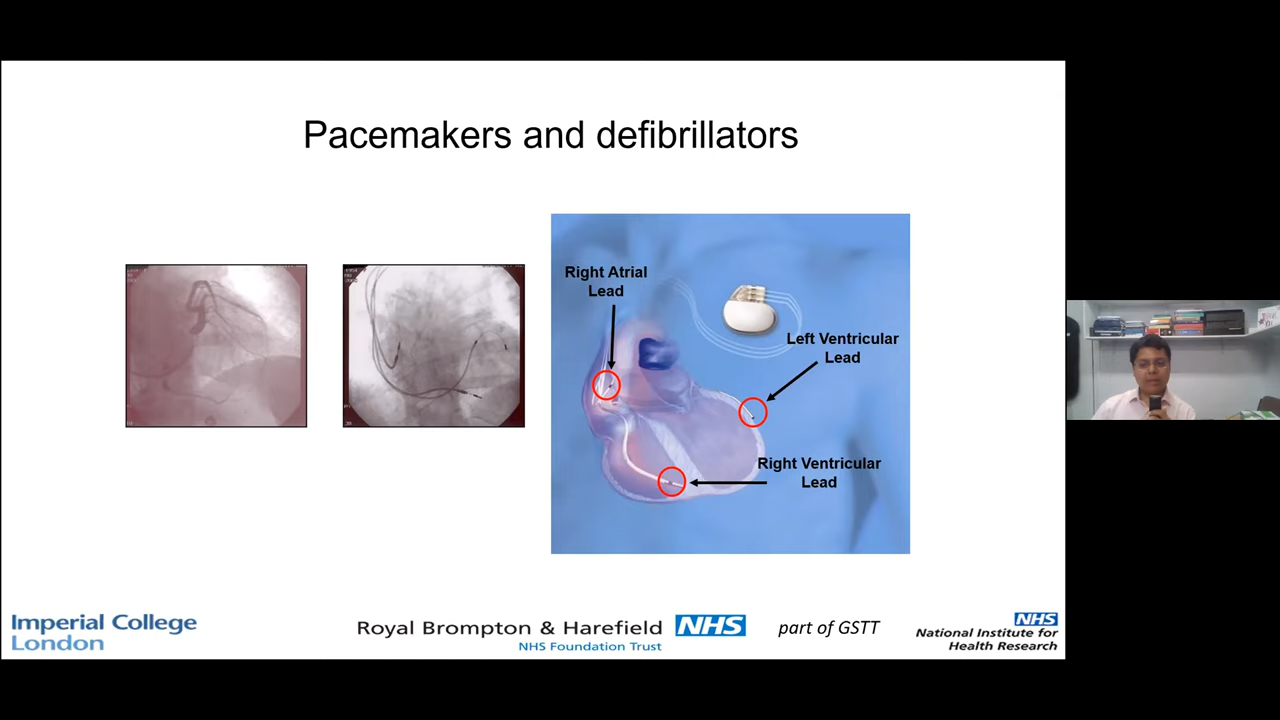 Pacemakers and defibrillators
Right Atrial
Lead
Left Ventricular
Lead
Right Ventricular
Lead
Imperial College
London
Royal Brompton & Harefield NHS
NHS Foundation Trust
part of GSTT
NHS
National Institute for
Health Research